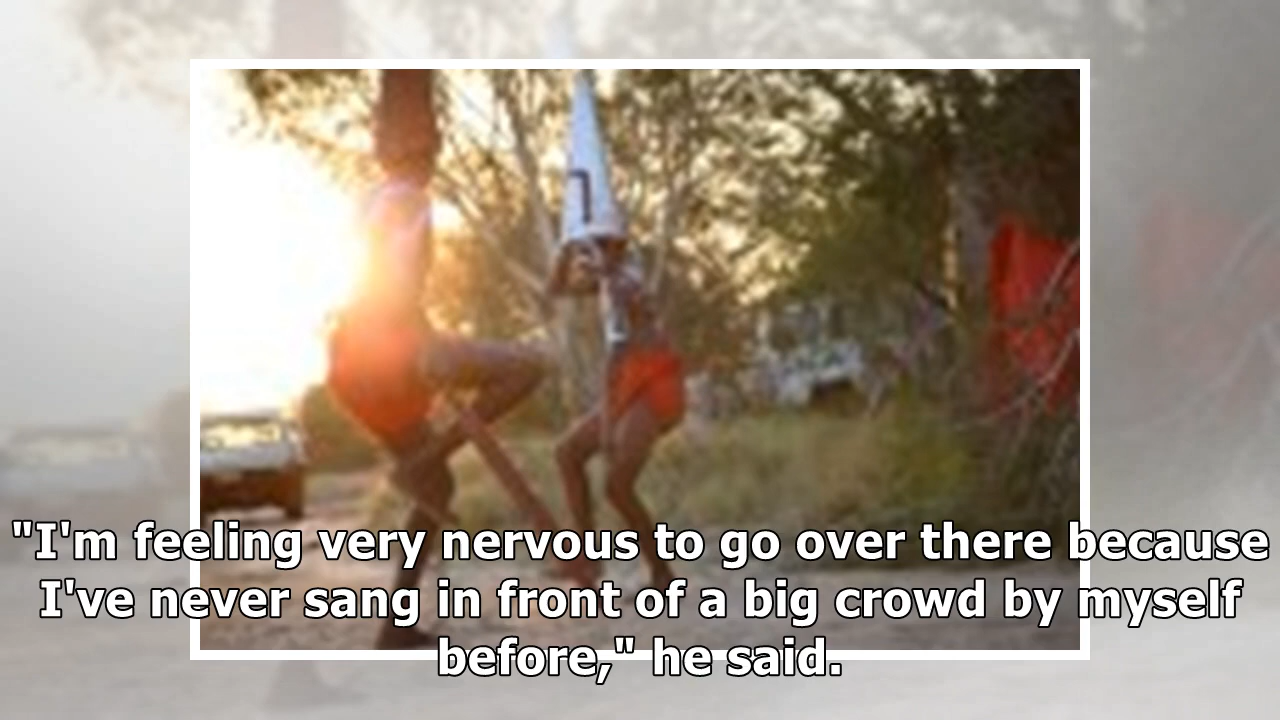 "I'm feeling very nervous to go over there because
I've never sang in front of a big crowd by myself
before," he said.